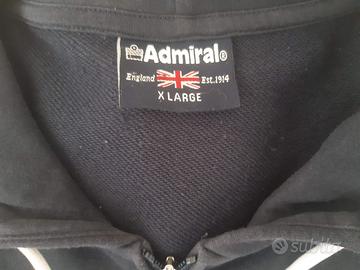 Admiral®
England Est.1914
X LARGE
subito